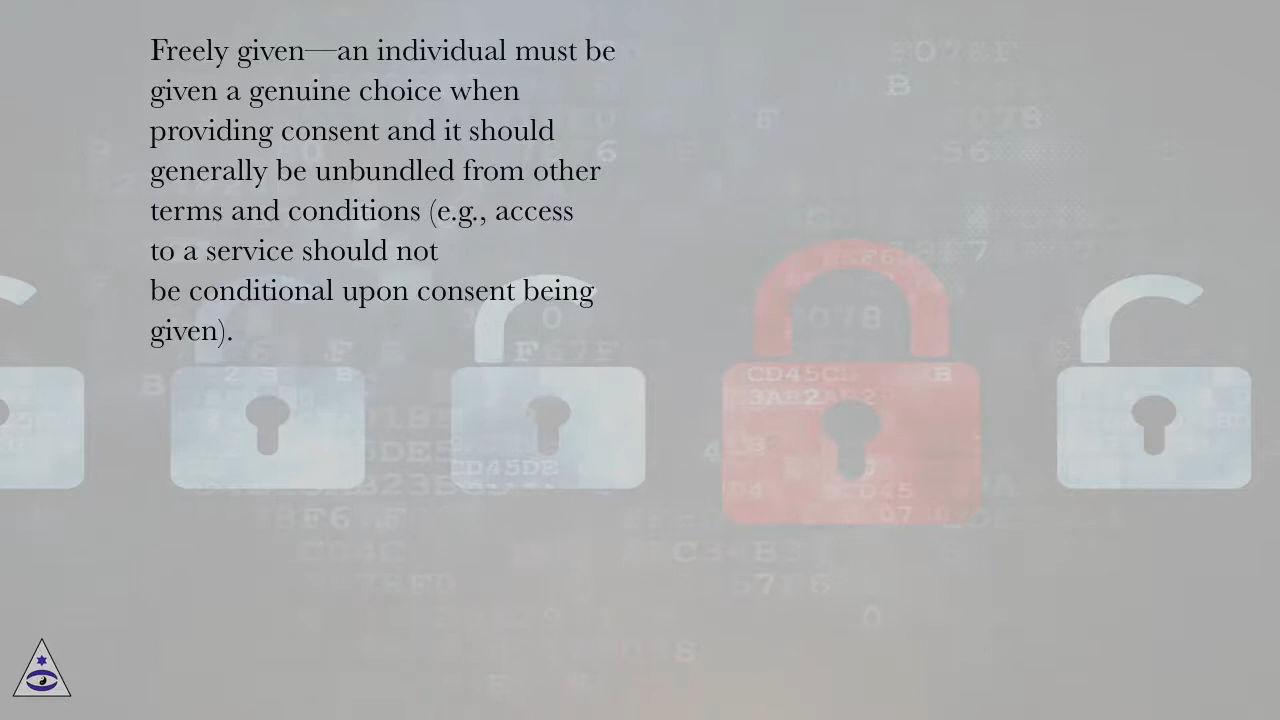 Freely given—an individual must be
given a genuine choice when
providing consent and it should
generally be unbundled from other
terms and conditions (e.g., access
to a service should not
be conditional upon consent being
given).